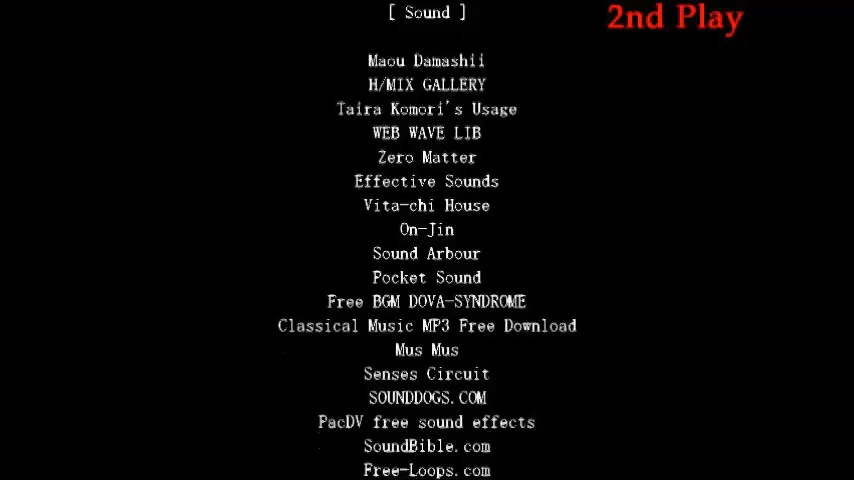 [ Sound ]
2nd Play
Maou Damashii
H/MIX GALLERY
Taira Komori's Usage
WEB WAVE LIB
Zero Matter
Effective Sounds
Vita-chi House
On-Jin
Sound Arbour
Pocket Sound
Free BGM DOVA-SYNDROME
Classical Music MP3 Free Download
Mus Mus
Senses Circuit
SOUNDDOGS.COM
PacDV free sound effects
SoundBible.com
Free-Loops.com